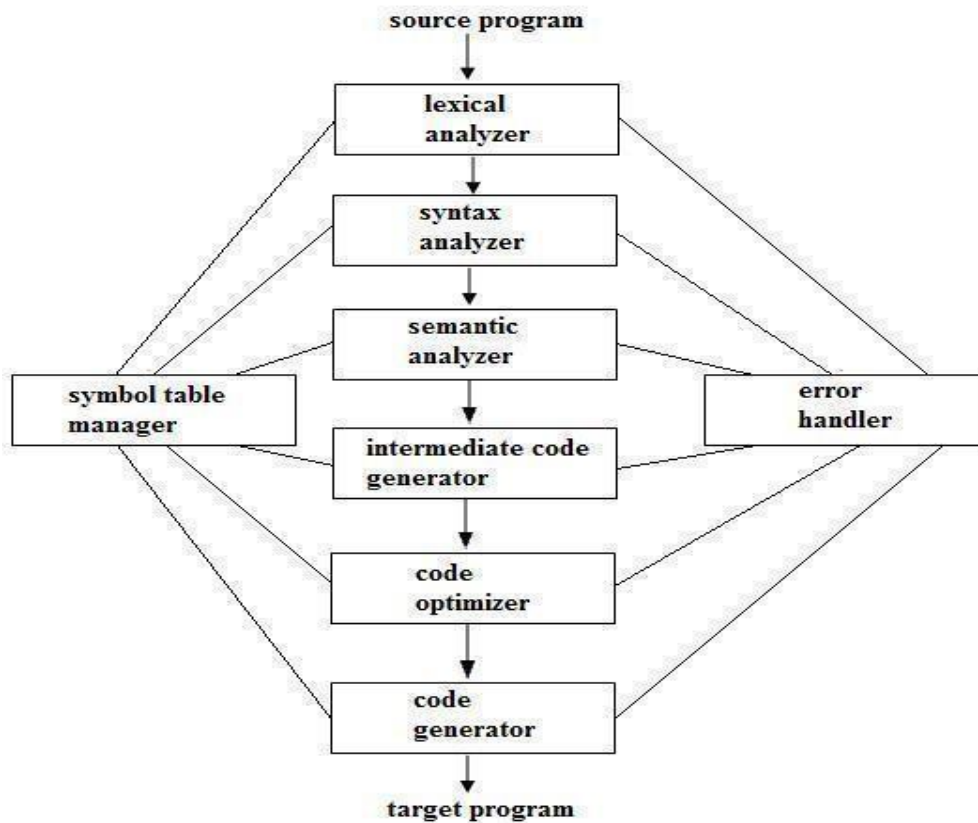 source program
lexical
analyzer
syntax
analyzer
semantic
analyzer
symbol table
manager
error
handler
intermediate code
generator
code
optimizer
code
generator
target program